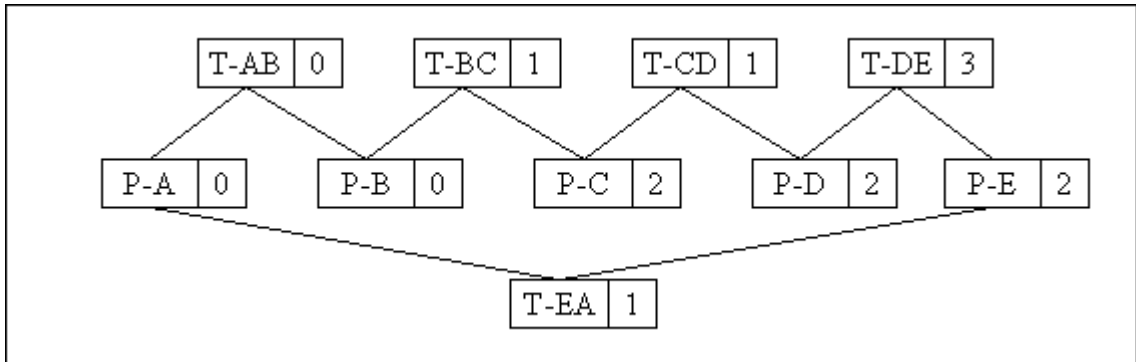 T-AB 0 T-BC 1 T-CD 1 T-DE 3
P-A 0 P-B 0 P-C 2 P-D 2 P-E 2
T-EA 1